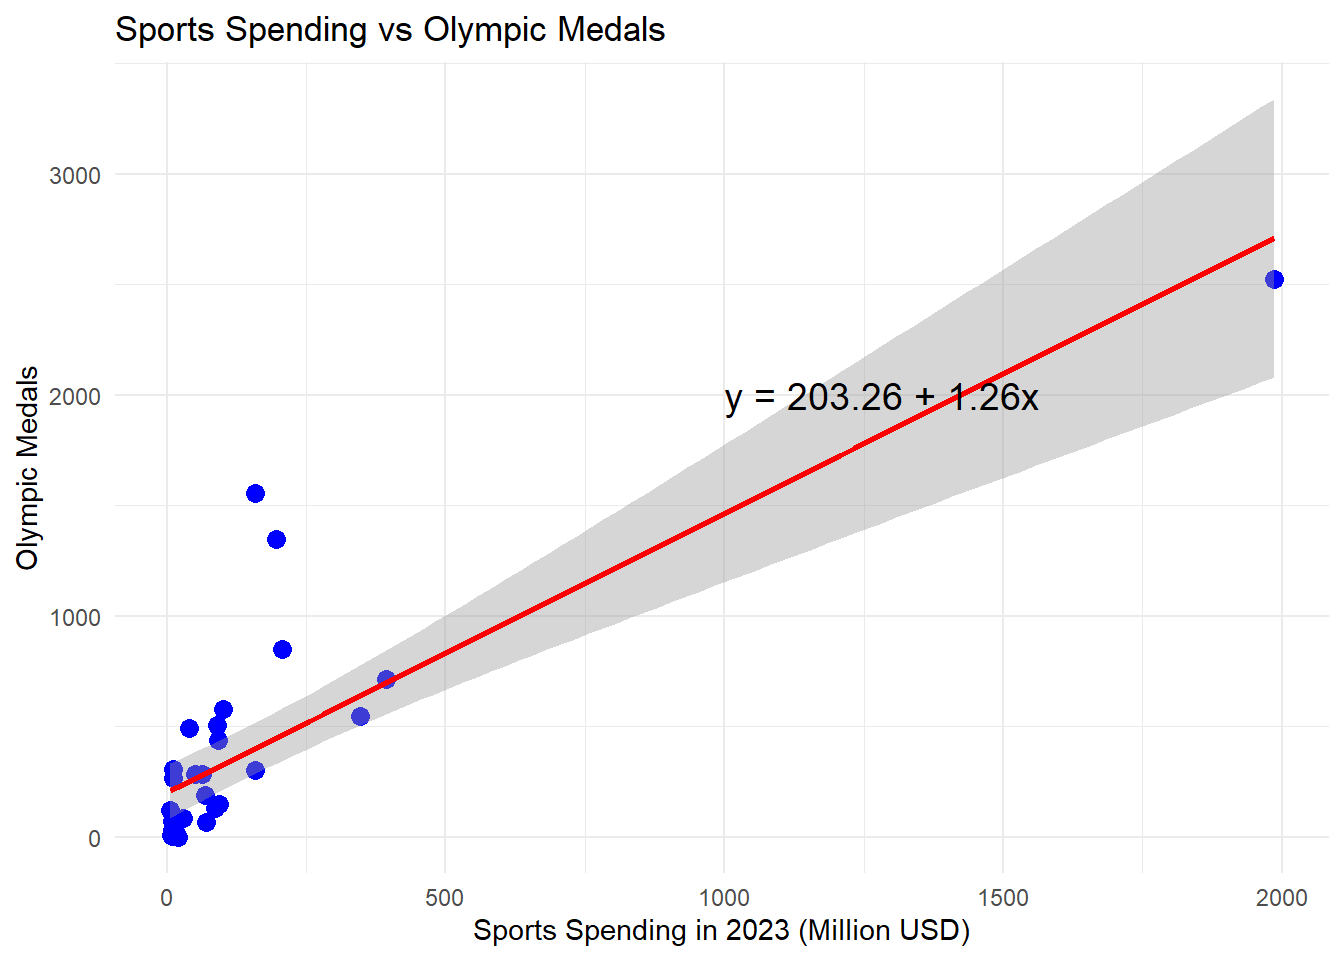 Sports Spending vs Olympic Medals
3000
2000
1000
0
Olympic Medals
y = 203.26 + 1.26x
0 500 1000 1500 2000
Sports Spending in 2023 (Million USD)